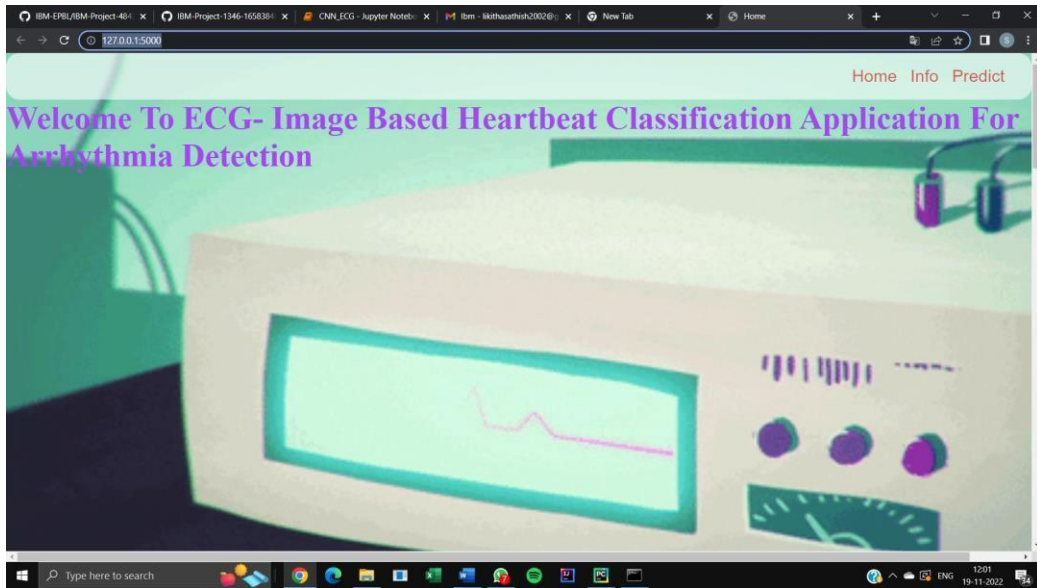 IBM-EPBL/IBM-Project-484
IBM-Project-1346-1658384
CNN_ECG - Jupyter Notebo
Ibm - likithasathish2002@g
New Tab
Home
127.0.0.1:5000
S
Home Info Predict
Welcome To ECG- Image Based Heartbeat Classification Application For
Arrhythmia Detection
Type here to search
ENG
12:01
19-11-2022